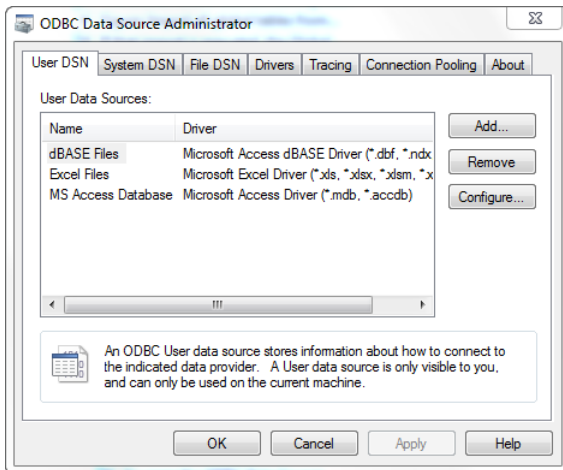 ODBC Data Source Administrator
User DSN System DSN File DSN Drivers Tracing Connection Pooling About
User Data Sources:
Name Driver
dBASE Files Microsoft Access dBASE Driver (*.dbf, *.ndx
Excel Files Microsoft Excel Driver (*.xls, *.xlsx, *.xlsm, *.x
MS Access Database Microsoft Access Driver (*.mdb, *.accdb)
Add...
Remove
Configure...
An ODBC User data source stores information about how to connect to
the indicated data provider. A User data source is only visible to you,
and can only be used on the current machine.
OK Cancel Apply Help